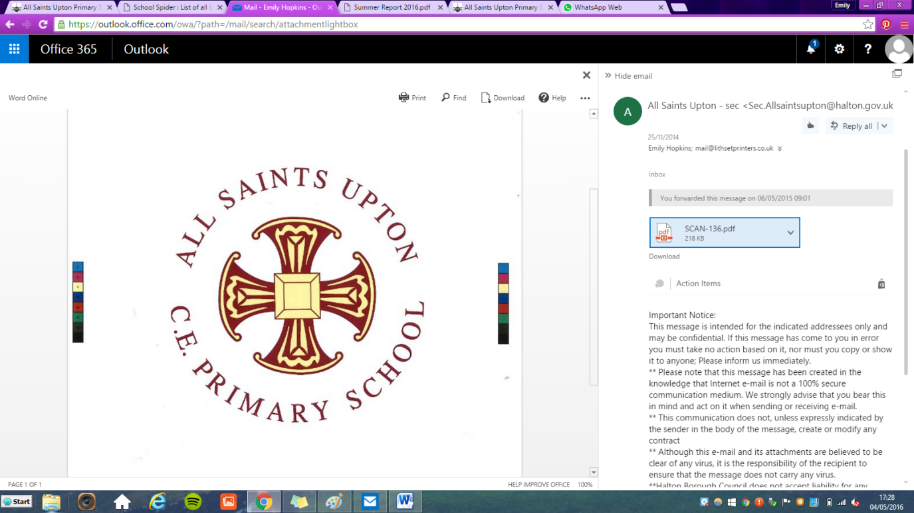 All Saints Upton Primary S
School Spider : List of all
Mail - Emily Hopkins - O
Summer Report 2016.pdf
All Saints Upton Primary S
WhatsApp Web
Emily
https://outlook.office.com/owa/?path=/mail/search/attachmentlightbox
Office 365
Outlook
1
?
Hide email
Word Online
Print
Find
Download
Help
A
All Saints Upton - sec <Sec.Allsaintsupton@halton.gov.uk
Reply all
25/11/2014
Emily Hopkins; mail@lithsetprinters.co.uk
Inbox
You forwarded this message on 06/05/2015 09:01
pdf
SCAN-136.pdf
218 KB
Download
Action Items
ALL SAINTS UPTON
C.E. PRIMARY SCHOOL
Important Notice:
This message is intended for the indicated addressees only and
may be confidential. If this message has come to you in error
you must take no action based on it, nor must you copy or show
it to anyone; Please inform us immediately.
** Please note that this message has been created in the
knowledge that Internet e-mail is not a 100% secure
communication medium. We strongly advise that you bear this
in mind and act on it when sending or receiving e-mail.
** This communication does not, unless expressly indicated by
the sender in the body of the message, create or modify any
contract
** Although this e-mail and its attachments are believed to be
clear of any virus, it is the responsibility of the recipient to
ensure that the message does not carry any virus.
**Halton Borough Council does not accept liability for any
PAGE 1 OF 1
HELP IMPROVE OFFICE
100%
Start
17:28
04/05/2016